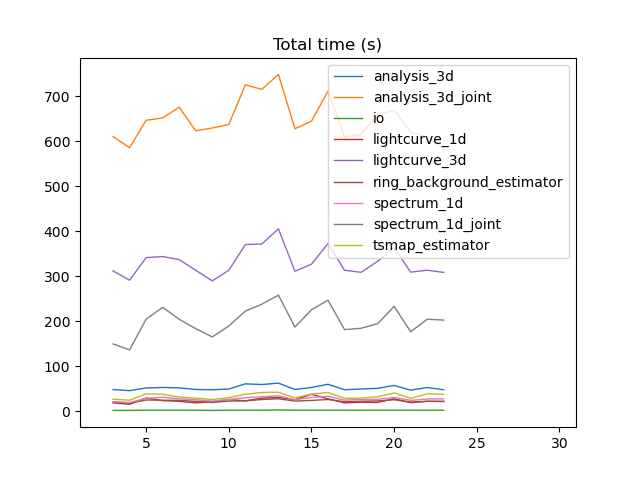 Total time (s)
analysis_3d
analysis_3d_joint
io
lightcurve_1d
lightcurve_3d
ring_background_estimator
spectrum_1d
spectrum_1d_joint
tsmap_estimator
700
600
500
400
300
200
100
0
5 10 15 20 25 30